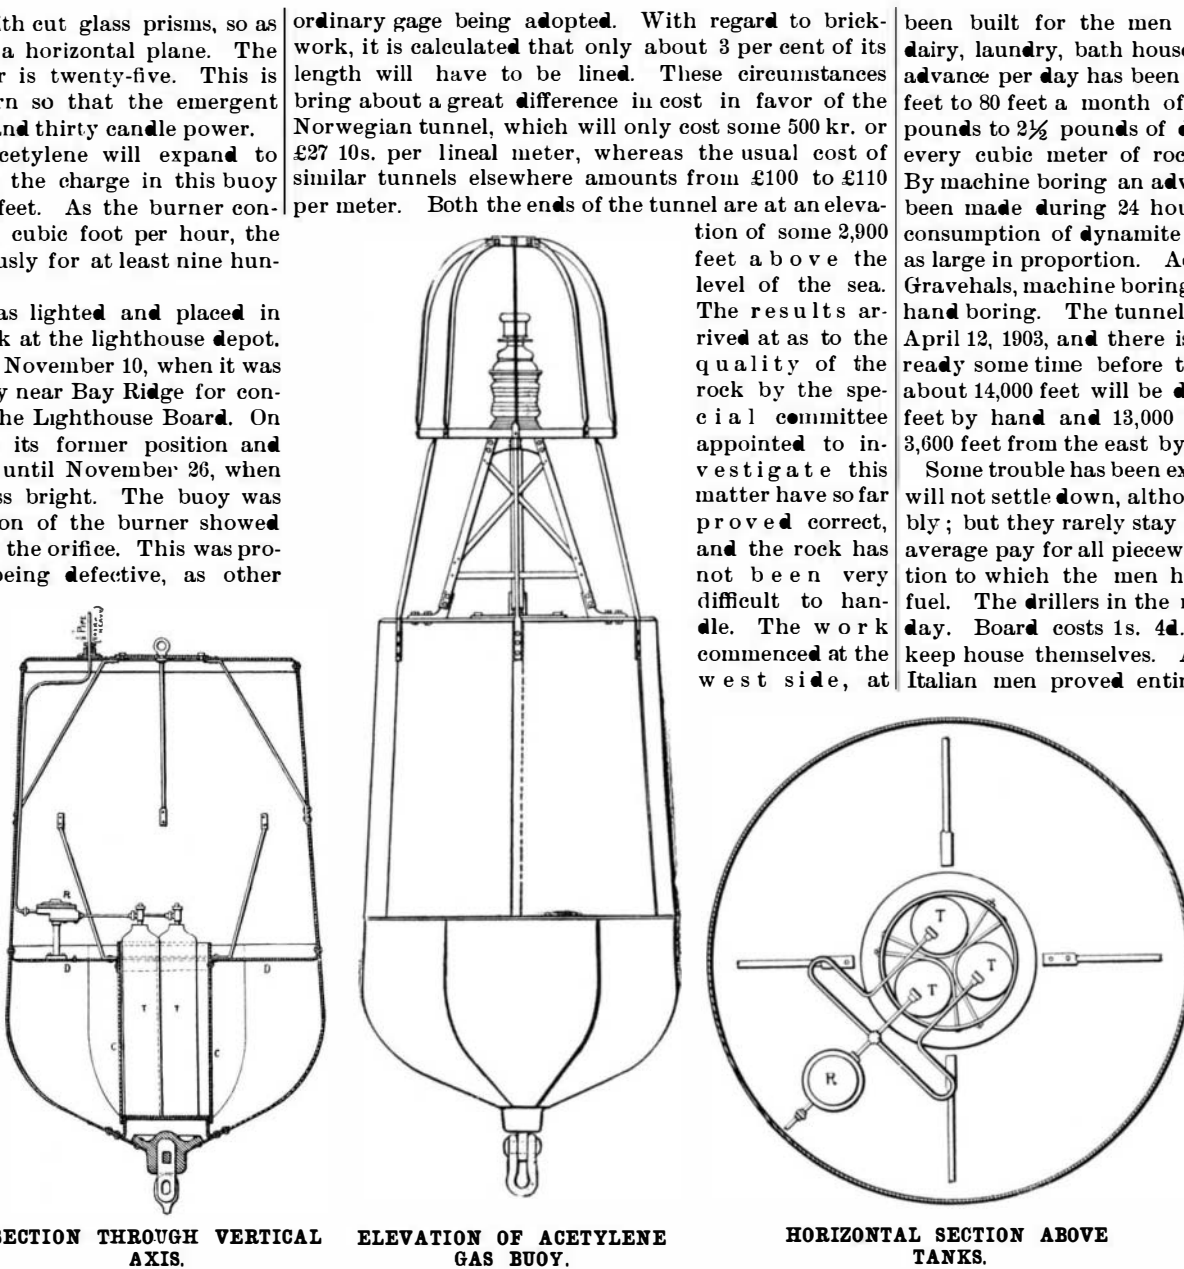 ith cut glass prisms, so as
a horizontal plane. The
r is twenty-five. This is
rn so that the emergent
nd thirty candle power.
cetylene will expand to
the charge in this buoy
feet. As the burner con-
cubic foot per hour, the
usly for at least nine hun-
as lighted and placed in
k at the lighthouse depot.
November 10, when it was
y near Bay Ridge for con-
he Lighthouse Board. On
its former position and
until November 26, when
ss bright. The buoy was
on of the burner showed
the orifice. This was pro-
being defective, as other
ordinary gage being adopted. With regard to brick-
work, it is calculated that only about 3 per cent of its
length will have to be lined. These circumstances
bring about a great difference in cost in favor of the
Norwegian tunnel, which will only cost some 500 kr. or
£27 10s. per lineal meter, whereas the usual cost of
similar tunnels elsewhere amounts from £100 to £110
per meter. Both the ends of the tunnel are at an eleva-
tion of some 2,900
feet above the
level of the sea.
The results ar-
rived at as to the
quality of the
rock by the spe-
cial committee
appointed to in-
vestigate this
matter have so far
proved correct,
and the rock has
not been very
difficult to han-
dle. The work
commenced at the
west side, at
been built for the men
dairy, laundry, bath house
advance per day has been
feet to 80 feet a month of
pounds to 2½ pounds of d
every cubic meter of roc
By machine boring an adv
been made during 24 hou
consumption of dynamite
as large in proportion. Ac
Gravehals, machine boring
hand boring. The tunnel
April 12, 1903, and there is
ready some time before t
about 14,000 feet will be d
feet by hand and 13,000
3,600 feet from the east by
Some trouble has been ex
will not settle down, altho
bly; but they rarely stay
average pay for all piecew
tion to which the men h
fuel. The drillers in the
day. Board costs 1s. 4d.
keep house themselves. A
Italian men proved entir
PIPE
R
D
D
T
T
C
C
SECTION THROUGH VERTICAL
AXIS.
ELEVATION OF ACETYLENE
GAS BUOY.
T
T
T
R
HORIZONTAL SECTION ABOVE
TANKS.